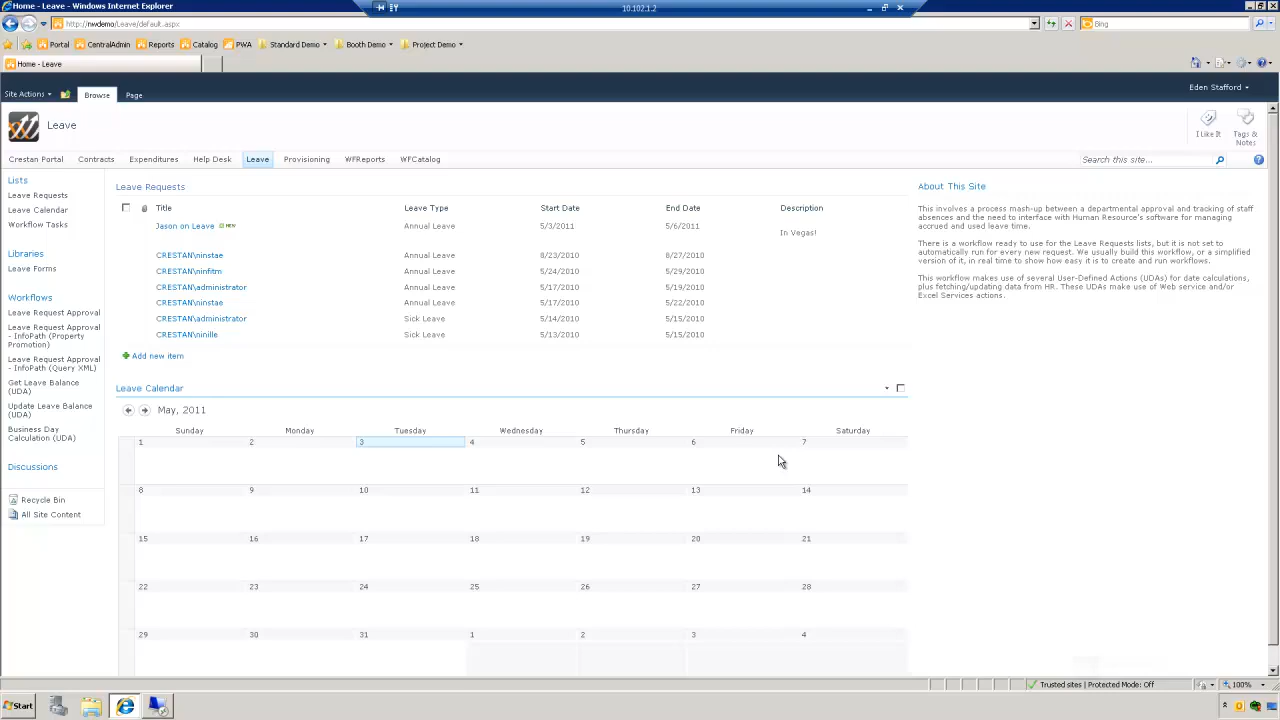 Home - Leave - Windows Internet Explorer
10.102.1.2
http://nwdemo/Leave/default.aspx
Bing
Portal CentralAdmin Reports Catalog PWA Standard Demo Booth Demo Project Demo
Home - Leave
Site Actions Browse Page Eden Stafford
Leave
I Like It
Tags & Notes
Crestan Portal Contracts Expenditures Help Desk Leave Provisioning WFReports WFCatalog
Search this site...
Lists
Leave Requests
Leave Calendar
Workflow Tasks
Libraries
Leave Forms
Workflows
Leave Request Approval
Leave Request Approval
- InfoPath (Property
Promotion)
Leave Request Approval
- InfoPath (Query XML)
Get Leave Balance
(UDA)
Update Leave Balance
(UDA)
Business Day
Calculation (UDA)
Discussions
Recycle Bin
All Site Content
Leave Requests
Title Leave Type Start Date End Date Description
Jason on Leave NEW Annual Leave 5/3/2011 5/6/2011 In Vegas!
CRESTAN\ninstae Annual Leave 8/23/2010 8/27/2010
CRESTAN\ninfitm Annual Leave 5/24/2010 5/29/2010
CRESTAN\administrator Annual Leave 5/17/2010 5/19/2010
CRESTAN\ninstae Annual Leave 5/17/2010 5/22/2010
CRESTAN\administrator Sick Leave 5/14/2010 5/15/2010
CRESTAN\ninille Sick Leave 5/13/2010 5/15/2010
Add new item
Leave Calendar
May, 2011
Sunday Monday Tuesday Wednesday Thursday Friday Saturday
1 2 3 4 5 6 7
8 9 10 11 12 13 14
15 16 17 18 19 20 21
22 23 24 25 26 27 28
29 30 31 1 2 3 4
About This Site
This involves a process mash-up between a departmental approval and tracking of staff
absences and the need to interface with Human Resource's software for managing
accrued and used leave time.
There is a workflow ready to use for the Leave Requests lists, but it is not set to
automatically run for every new request. We usually build this workflow, or a simplified
version of it, in real time to show how easy it is to create and run workflows.
This workflow makes use of several User-Defined Actions (UDAs) for date calculations,
plus fetching/updating data from HR. These UDAs make use of Web service and/or
Excel Services actions.
Trusted sites | Protected Mode: Off 100%
Start